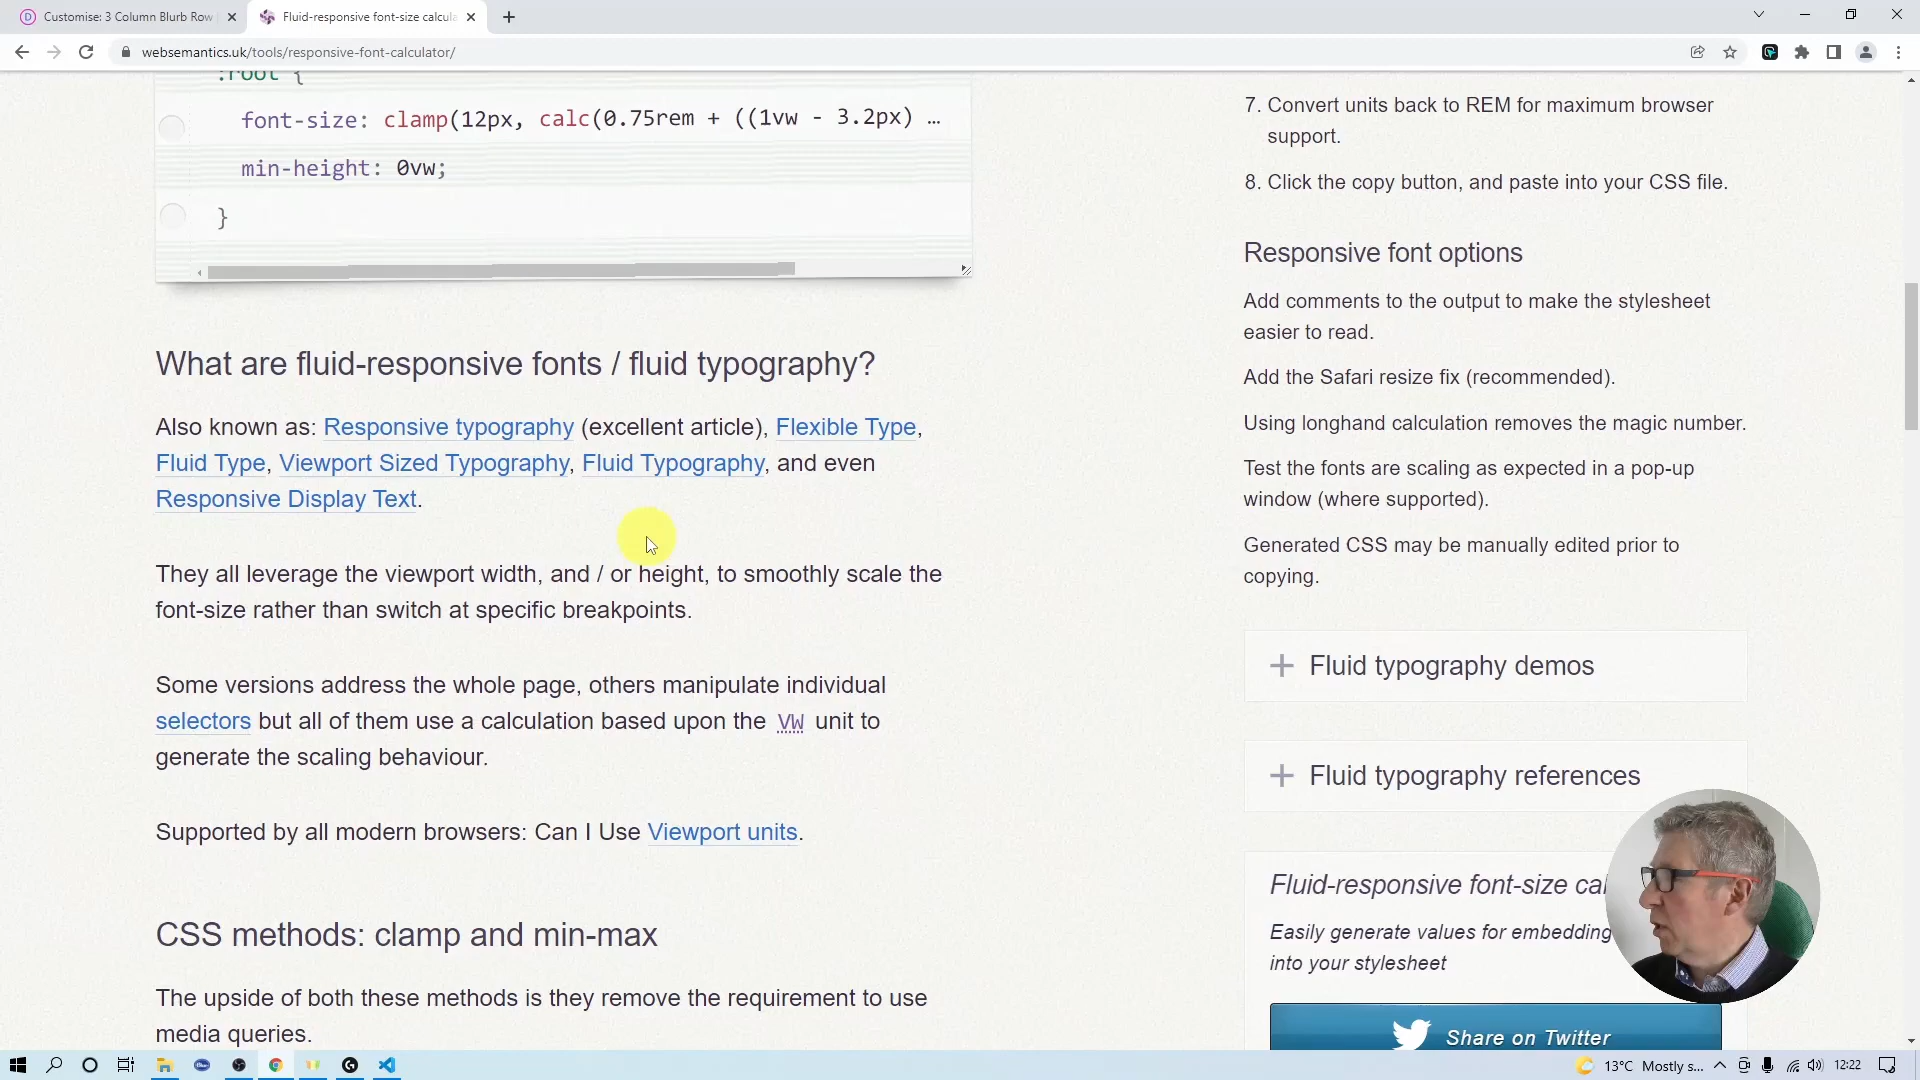 Customise: 3 Column Blurb Row
Fluid-responsive font-size calcula
websemantics.uk/tools/responsive-font-calculator/
:root {
font-size: clamp(12px, calc(0.75rem + ((1vw - 3.2px) …
min-height: 0vw;
}
What are fluid-responsive fonts / fluid typography?
Also known as: Responsive typography (excellent article), Flexible Type,
Fluid Type, Viewport Sized Typography, Fluid Typography, and even
Responsive Display Text.
They all leverage the viewport width, and / or height, to smoothly scale the
font-size rather than switch at specific breakpoints.
Some versions address the whole page, others manipulate individual
selectors but all of them use a calculation based upon the VW unit to
generate the scaling behaviour.
Supported by all modern browsers: Can I Use Viewport units.
CSS methods: clamp and min-max
The upside of both these methods is they remove the requirement to use
media queries.
7. Convert units back to REM for maximum browser
support.
8. Click the copy button, and paste into your CSS file.
Responsive font options
Add comments to the output to make the stylesheet
easier to read.
Add the Safari resize fix (recommended).
Using longhand calculation removes the magic number.
Test the fonts are scaling as expected in a pop-up
window (where supported).
Generated CSS may be manually edited prior to
copying.
Fluid typography demos
Fluid typography references
Fluid-responsive font-size cal
Easily generate values for embedding
into your stylesheet
Share on Twitter
13°C Mostly s...
12:22